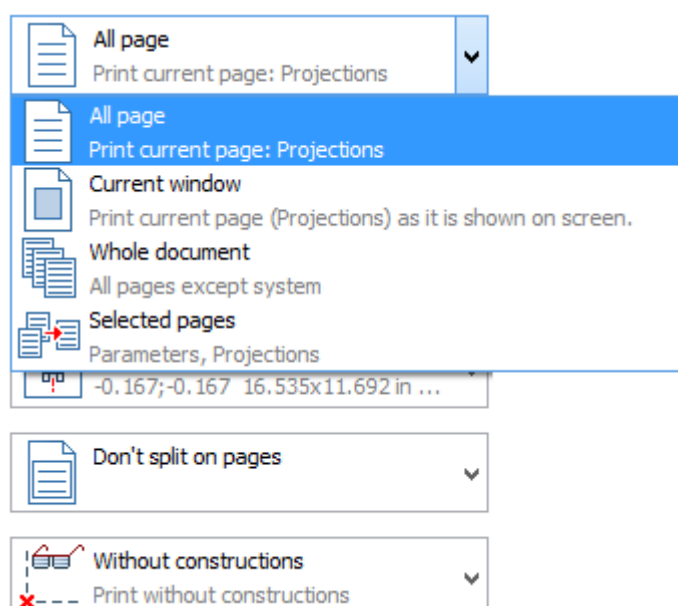 All page
Print current page: Projections
All page
Print current page: Projections
Current window
Print current page (Projections) as it is shown on screen.
Whole document
All pages except system
Selected pages
Parameters, Projections
-0.167;-0.167 16.535x11.692 in ...
Don't split on pages
Without constructions
Print without constructions